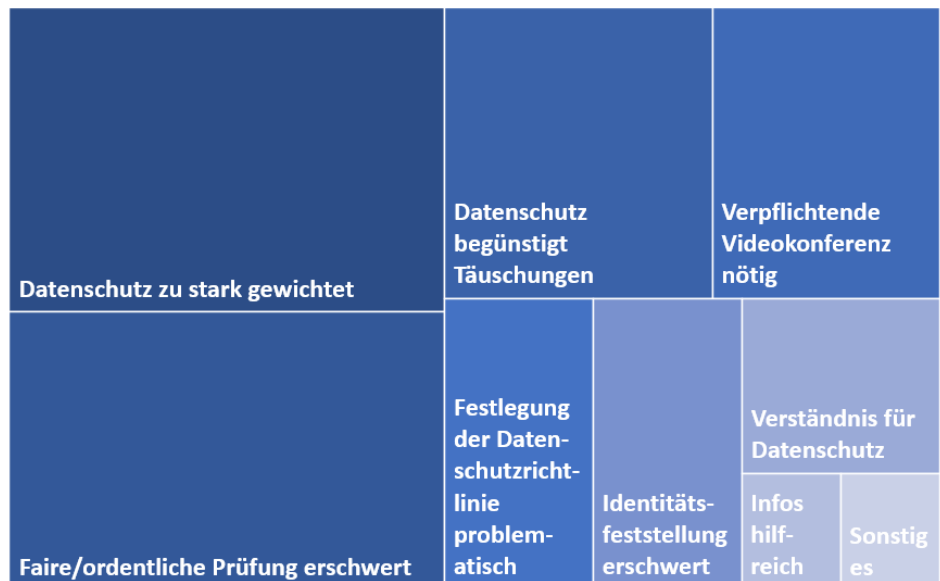 Datenschutz zu stark gewichtet
Faire/ordentliche Prüfung erschwert
Datenschutz
begünstigt
Täuschungen
Verpflichtende
Videokonferenz
nötig
Festlegung
der Daten-
schutzricht-
linie
problem-
atisch
Identitäts-
feststellung
erschwert
Verständnis für
Datenschutz
Infos
hilf-
reich
Sonstig
es